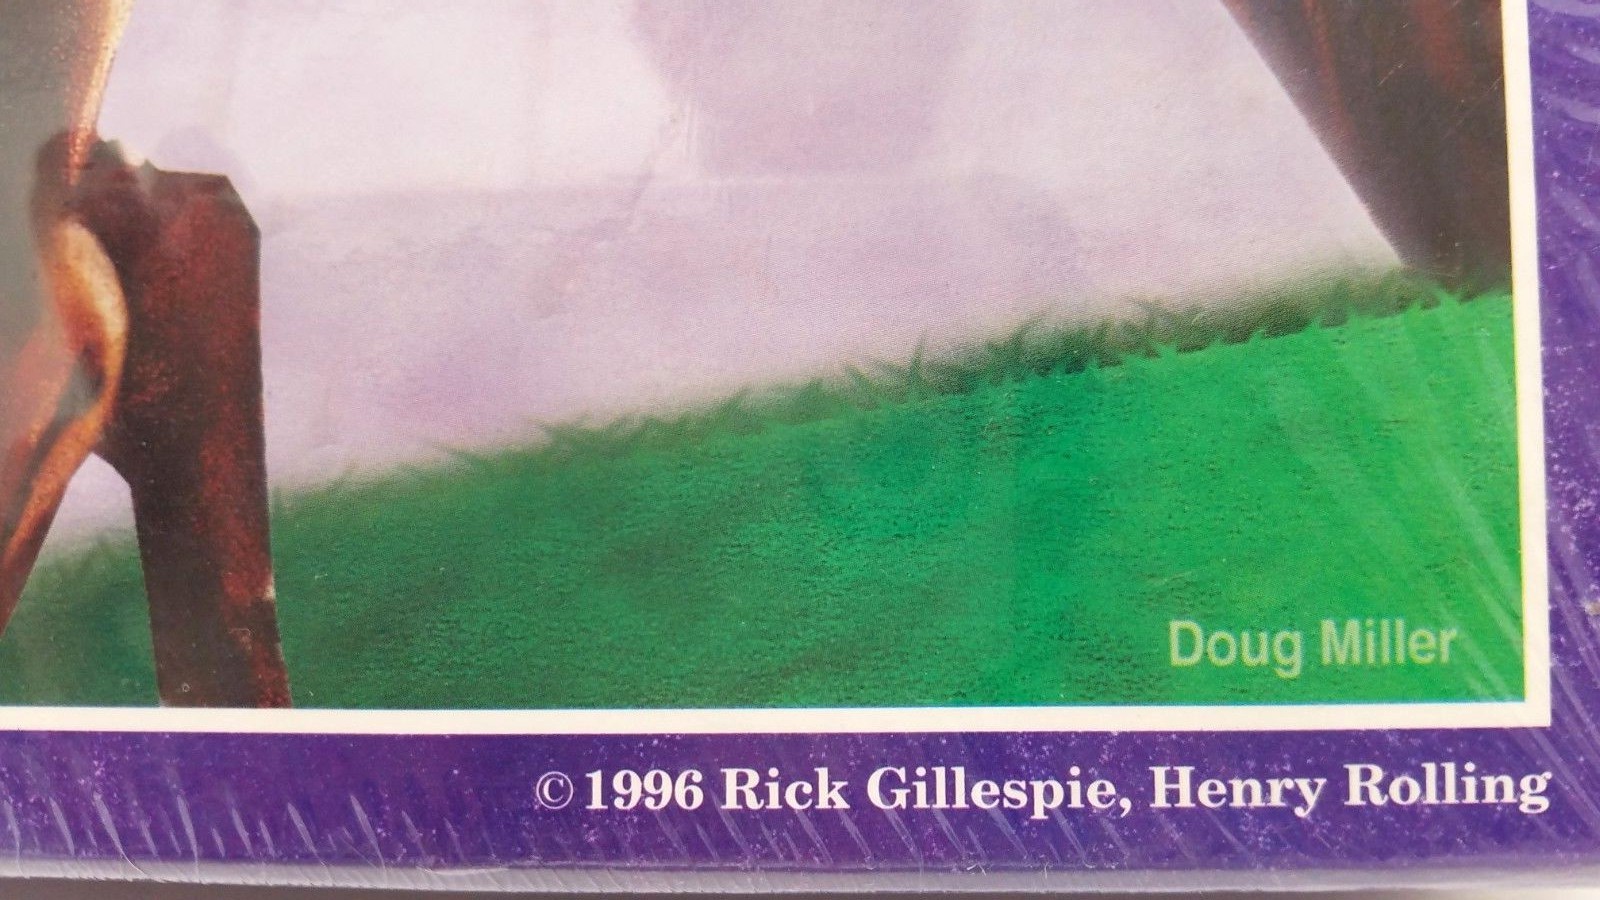 Doug Miller
© 1996 Rick Gillespie, Henry Rolling